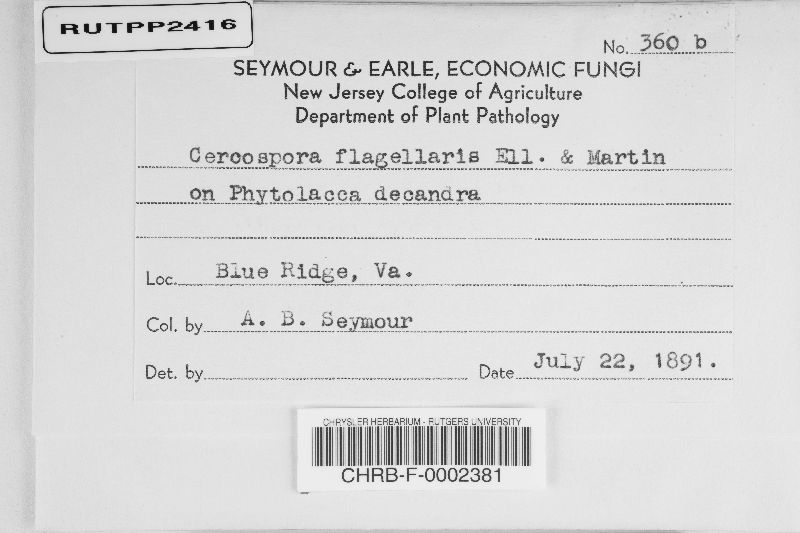 RUTPP2416
No. 360 b
SEYMOUR & EARLE, ECONOMIC FUNGI
New Jersey College of Agriculture
Department of Plant Pathology
Cercospora flagellaris Ell. & Martin
on Phytolacca decandra
Loc. Blue Ridge, Va.
Col. by A. B. Seymour
Det. by Date July 22, 1891.
CHRYSLER HERBARIUM - RUTGERS UNIVERSITY
CHRB-F-0002381